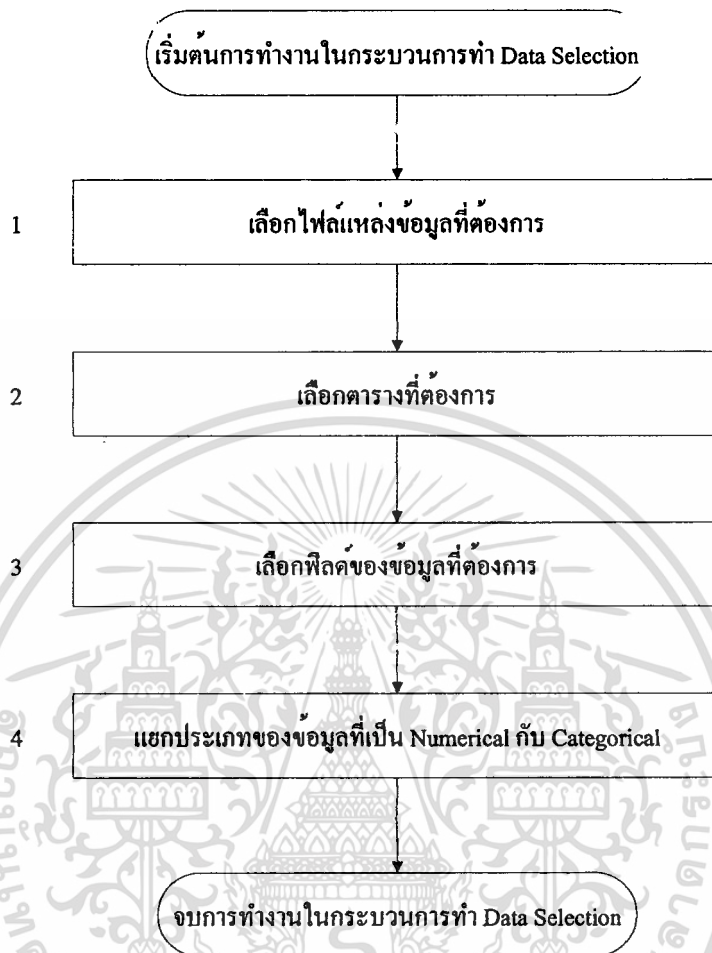 เริ่มต้นการทำงานในกระบวนการทำ Data Selection
1 เลือกไฟล์แหล่งข้อมูลที่ต้องการ
2 เลือกตารางที่ต้องการ
3 เลือกฟิลด์ของข้อมูลที่ต้องการ
4 แยกประเภทของข้อมูลที่เป็น Numerical กับ Categorical
จบการทำงานในกระบวนการทำ Data Selection